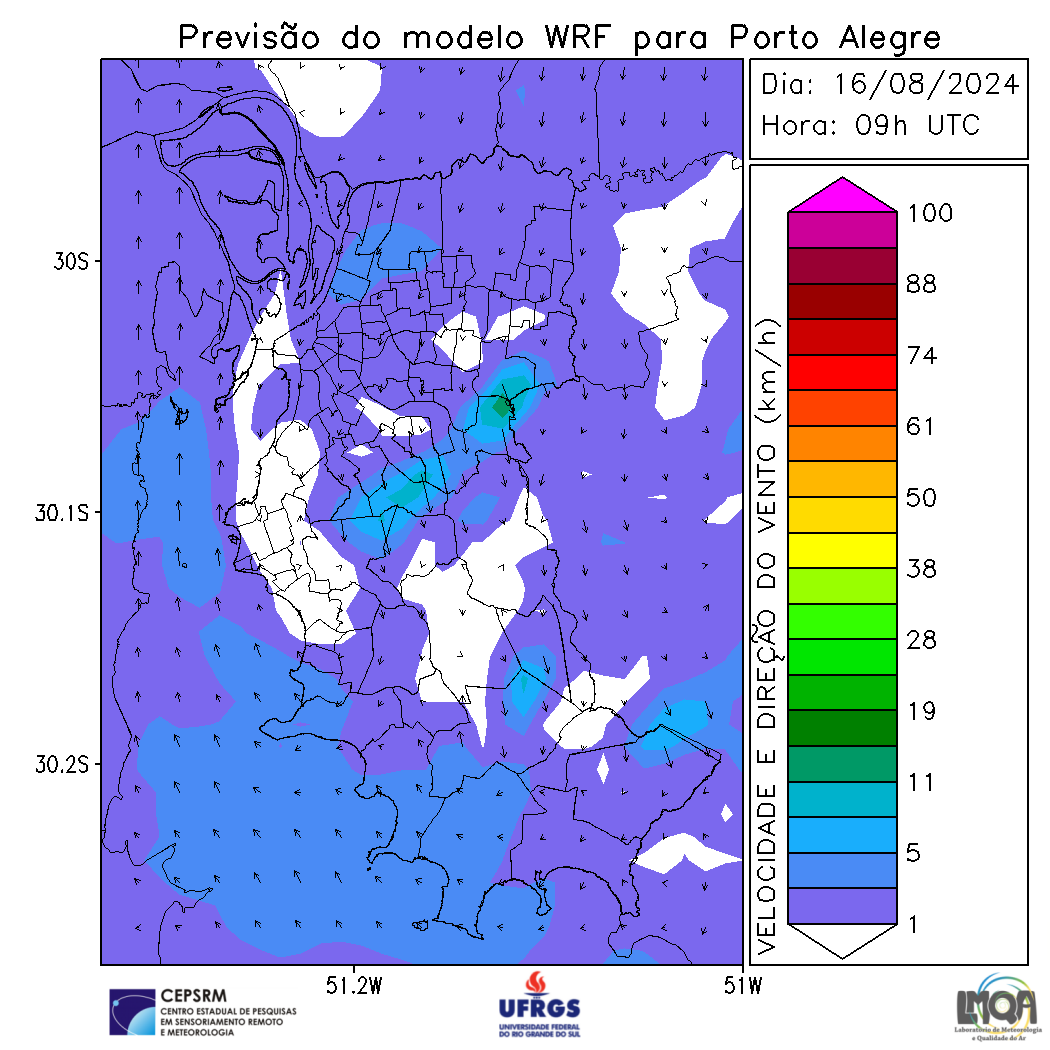 Previsão do modelo WRF para Porto Alegre
Dia: 16/08/2024
Hora: 09h UTC
30S
30.1S
30.2S
51.2W
51W
VELOCIDADE E DIREÇÃO DO VENTO (km/h)
100
88
74
61
50
38
28
19
11
5
1
CEPSRM
CENTRO ESTADUAL DE PESQUISAS
EM SENSORIAMENTO REMOTO
E METEOROLOGIA
UFRGS
UNIVERSIDADE FEDERAL
DO RIO GRANDE DO SUL
LMQA
Laboratório de Meteorologia
e Qualidade do Ar